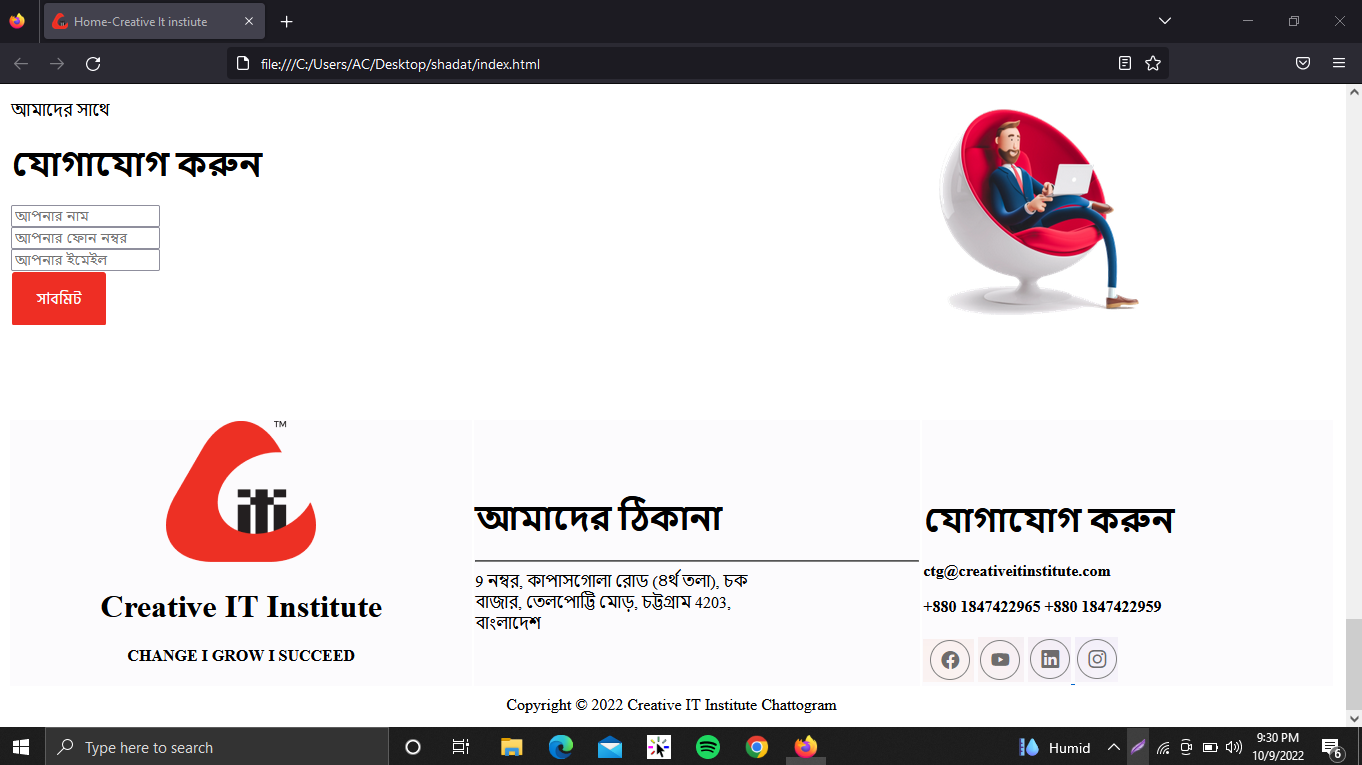 Home-Creative It instiute
file:///C:/Users/AC/Desktop/shadat/index.html
আমাদের সাথে
যোগাযোগ করুন
আপনার নাম
আপনার ফোন নম্বর
আপনার ইমেইল
সাবমিট
TM
iti
Creative IT Institute
CHANGE I GROW I SUCCEED
আমাদের ঠিকানা
9 নম্বর, কাপাসগোলা রোড (৪র্থ তলা), চক
বাজার, তেলপোট্টি মোড়, চট্টগ্রাম 4203,
বাংলাদেশ
যোগাযোগ করুন
ctg@creativeitinstitute.com
+880 1847422965 +880 1847422959
Copyright © 2022 Creative IT Institute Chattogram
Type here to search
Humid
9:30 PM
10/9/2022
6